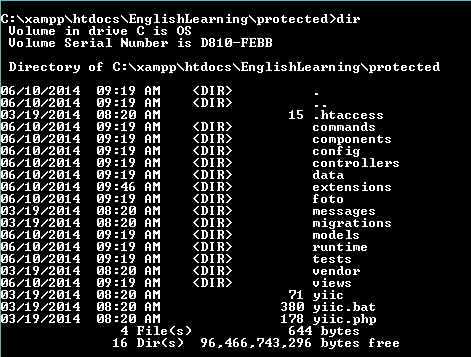 C:\xampp\htdocs\EnglishLearning\protected>dir
Volume in drive C is OS
Volume Serial Number is D810-FEBB
Directory of C:\xampp\htdocs\EnglishLearning\protected
06/10/2014  09:19 AM    <DIR>          .
06/10/2014  09:19 AM    <DIR>          ..
03/19/2014  08:20 AM                15 .htaccess
06/10/2014  09:19 AM    <DIR>          commands
06/10/2014  09:19 AM    <DIR>          components
06/10/2014  09:19 AM    <DIR>          config
06/10/2014  09:19 AM    <DIR>          controllers
06/10/2014  09:19 AM    <DIR>          data
06/10/2014  09:46 AM    <DIR>          extensions
06/10/2014  09:19 AM    <DIR>          foto
03/19/2014  08:20 AM    <DIR>          messages
03/19/2014  08:20 AM    <DIR>          migrations
06/10/2014  09:19 AM    <DIR>          models
06/10/2014  09:19 AM    <DIR>          runtime
06/10/2014  09:19 AM    <DIR>          tests
03/19/2014  08:20 AM    <DIR>          vendor
06/10/2014  09:19 AM    <DIR>          views
03/19/2014  08:20 AM                71 yiic
03/19/2014  08:20 AM               380 yiic.bat
03/19/2014  08:20 AM               178 yiic.php
4 File(s)            644 bytes
16 Dir(s)  96,466,743,296 bytes free